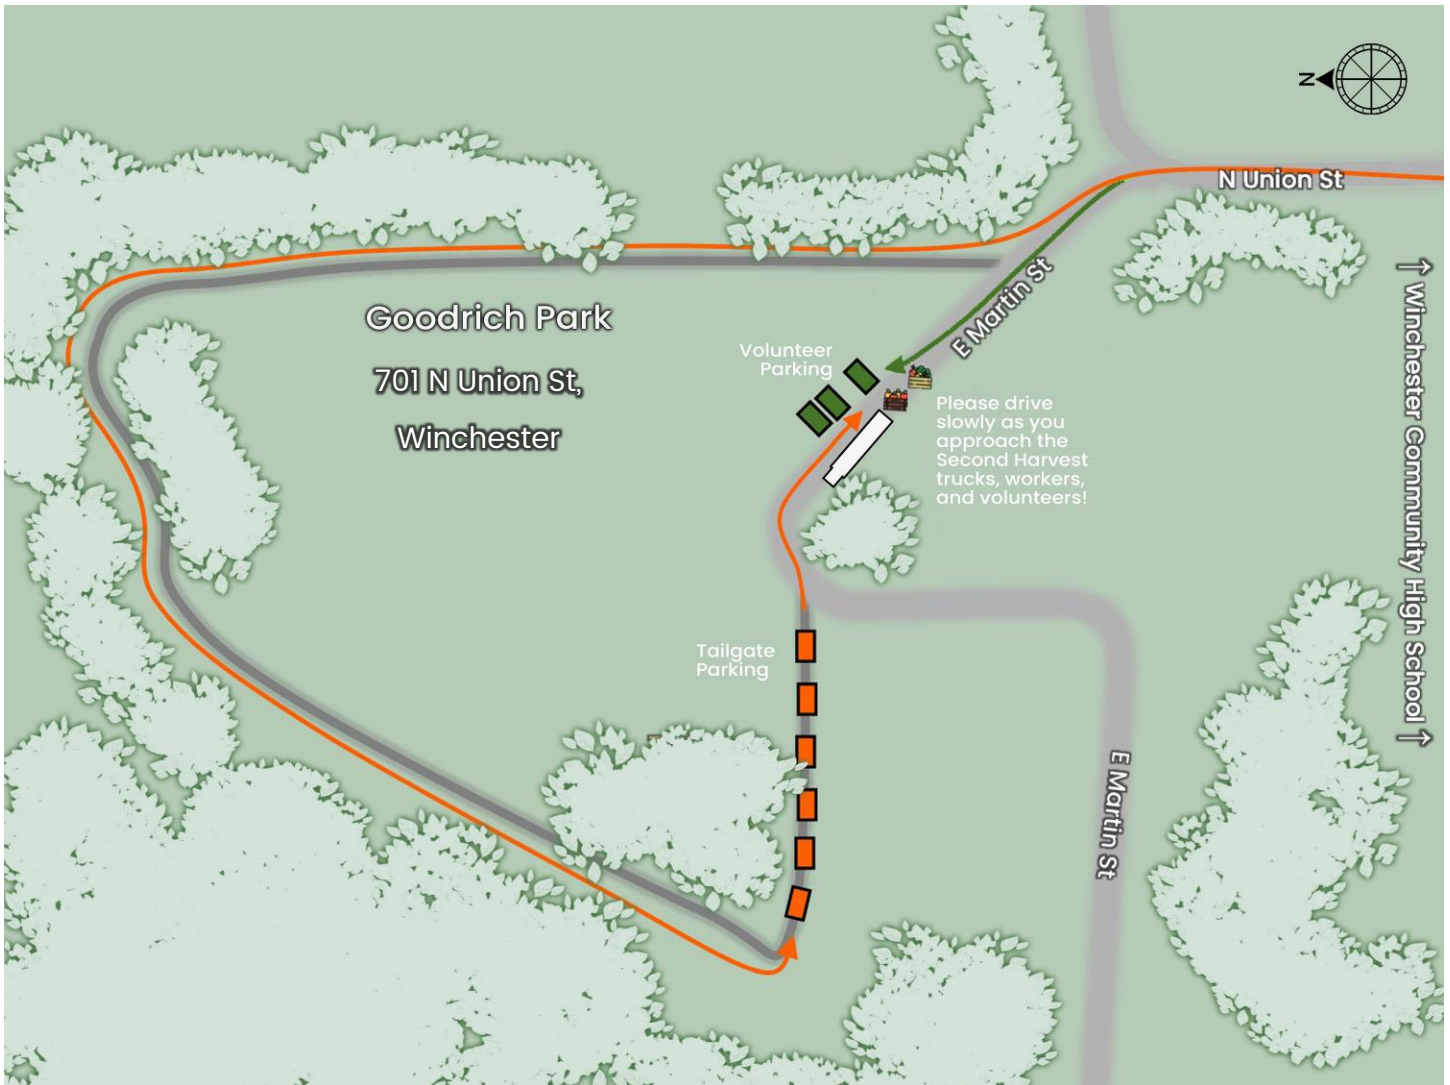 N
N Union St
Goodrich Park
701 N Union St,
Winchester
E Martin St
Volunteer
Parking
Please drive
slowly as you
approach the
Second Harvest
trucks, workers,
and volunteers!
↑ Winchester Community High School ↑
Tailgate
Parking
E Martin St